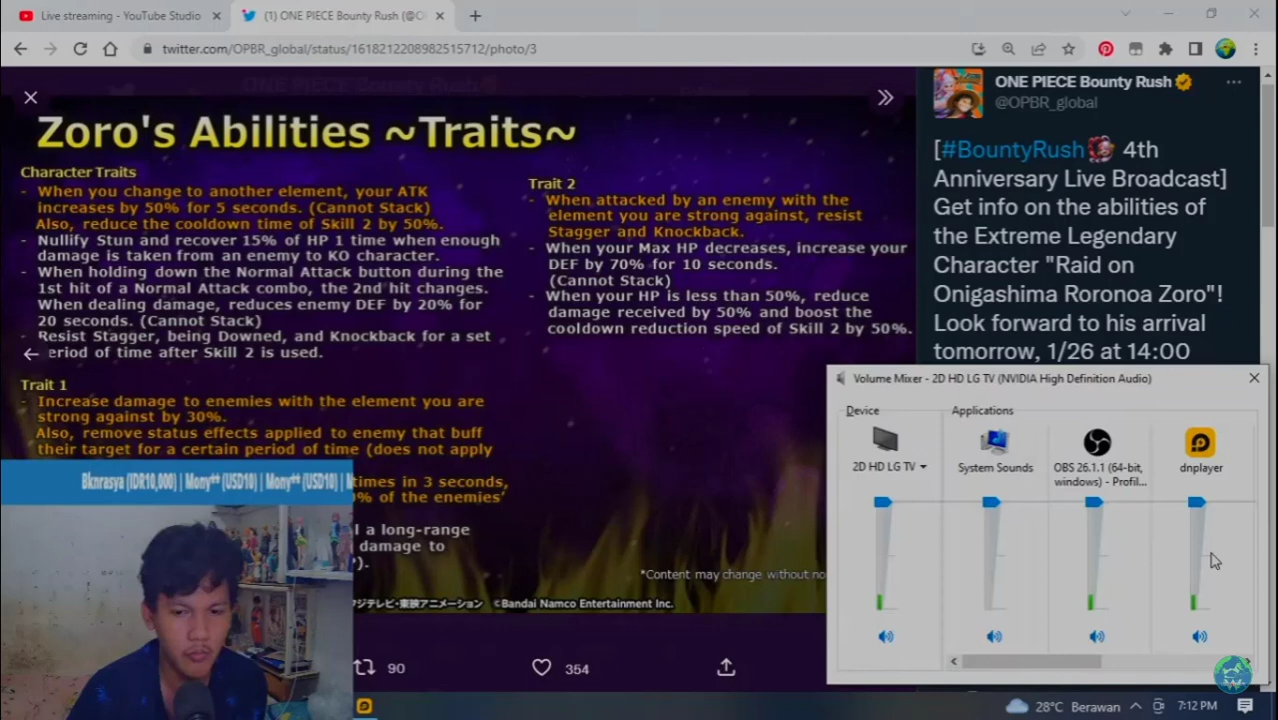 Live streaming - YouTube Studio
(1) ONE PIECE Bounty Rush (@O
twitter.com/OPBR_global/status/1618212208982515712/photo/3
Zoro's Abilities ~Traits~
Character Traits
- When you change to another element, your ATK
increases by 50% for 5 seconds. (Cannot Stack)
Also, reduce the cooldown time of Skill 2 by 50%.
- Nullify Stun and recover 15% of HP 1 time when enough
damage is taken from an enemy to KO character.
- When holding down the Normal Attack button during the
1st hit of a Normal Attack combo, the 2nd hit changes.
When dealing damage, reduces enemy DEF by 20% for
20 seconds. (Cannot Stack)
- Resist Stagger, being Downed, and Knockback for a set
eriod of time after Skill 2 is used.
Trait 1
- Increase damage to enemies with the element you are
strong against by 30%.
Also, remove status effects applied to enemy that buff
their target for a certain period of time (does not apply
times in 3 seconds,
% of the enemies'
l a long-range
damage to
).
Trait 2
- When attacked by an enemy with the
element you are strong against, resist
Stagger and Knockback.
- When your Max HP decreases, increase your
DEF by 70% for 10 seconds.
(Cannot Stack)
- When your HP is less than 50%, reduce
damage received by 50% and boost the
cooldown reduction speed of Skill 2 by 50%.
*Content may change without no
フジテレビ・東映アニメーション ©Bandai Namco Entertainment Inc.
90
354
ONE PIECE Bounty Rush
@OPBR_global
[#BountyRush 4th
Anniversary Live Broadcast]
Get info on the abilities of
the Extreme Legendary
Character "Raid on
Onigashima Roronoa Zoro"!
Look forward to his arrival
tomorrow, 1/26 at 14:00
Volume Mixer - 2D HD LG TV (NVIDIA High Definition Audio)
Device
Applications
2D HD LG TV
System Sounds
OBS 26.1.1 (64-bit,
windows) - Profil...
dnplayer
Bknrasya (IDR10,000) | Mony** (USD10) | Mony** (USD10) | M
28°C Berawan
7:12 PM